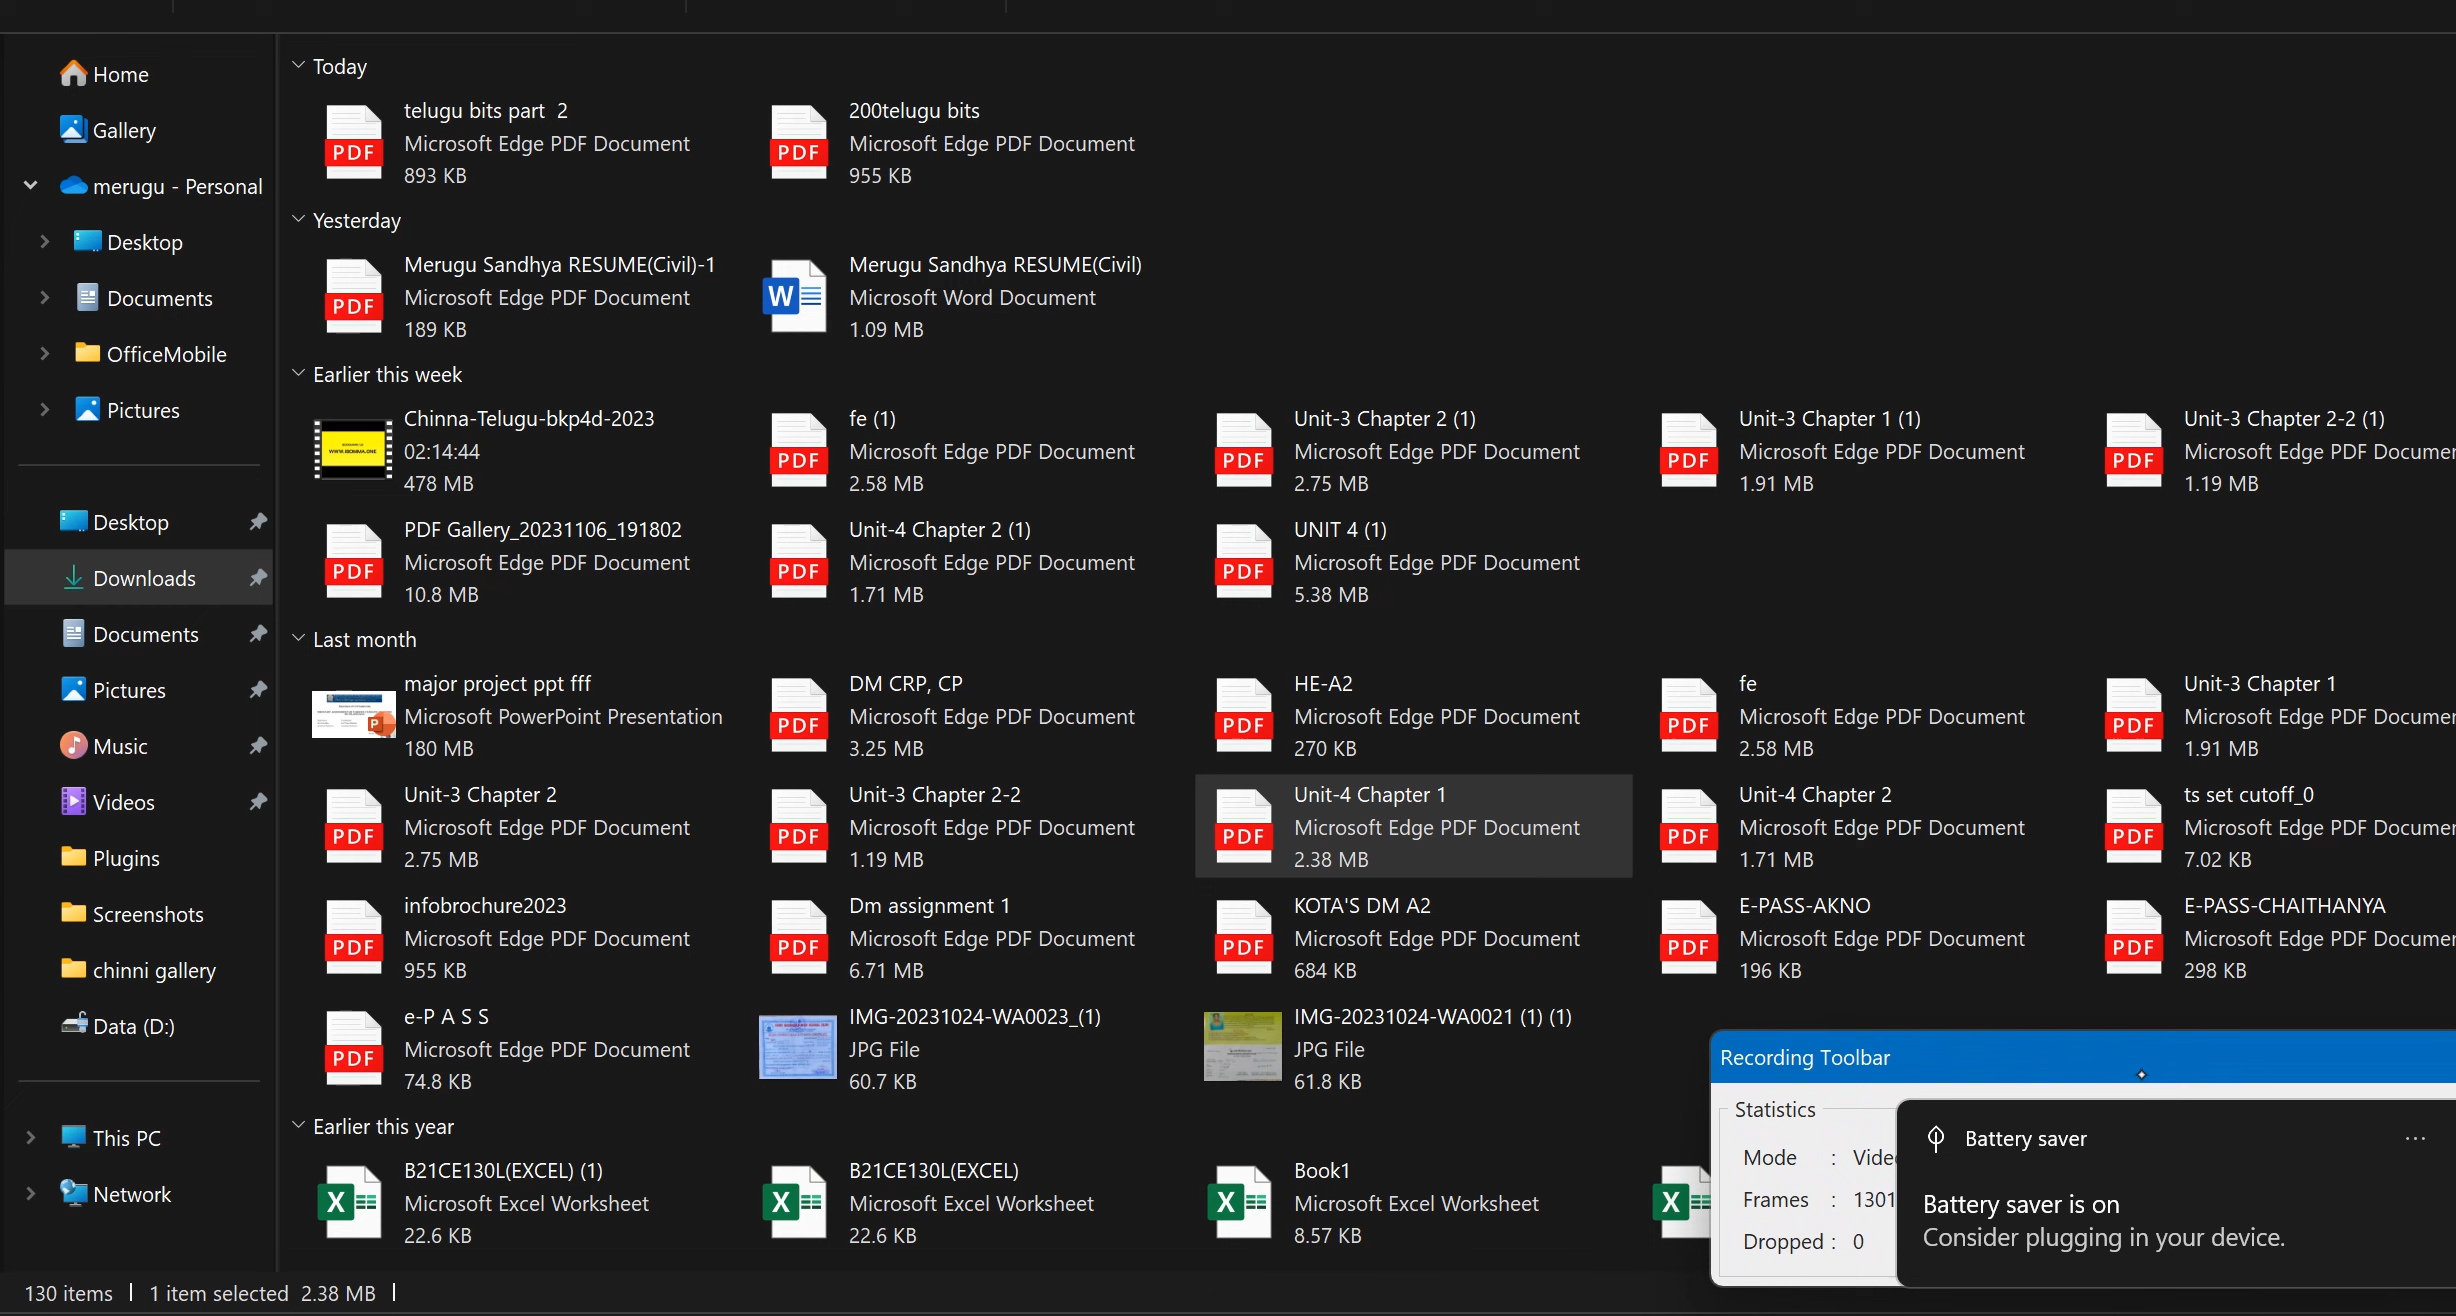 Home
Gallery
merugu - Personal
Desktop
Documents
OfficeMobile
Pictures
Desktop
Downloads
Documents
Pictures
Music
Videos
Plugins
Screenshots
chinni gallery
Data (D:)
This PC
Network
Today
telugu bits part 2
Microsoft Edge PDF Document
893 KB
200telugu bits
Microsoft Edge PDF Document
955 KB
Yesterday
Merugu Sandhya RESUME(Civil)-1
Microsoft Edge PDF Document
189 KB
Merugu Sandhya RESUME(Civil)
Microsoft Word Document
1.09 MB
Earlier this week
Chinna-Telugu-bkp4d-2023
02:14:44
478 MB
fe (1)
Microsoft Edge PDF Document
2.58 MB
Unit-3 Chapter 2 (1)
Microsoft Edge PDF Document
2.75 MB
Unit-3 Chapter 1 (1)
Microsoft Edge PDF Document
1.91 MB
Unit-3 Chapter 2-2 (1)
Microsoft Edge PDF Documen
1.19 MB
PDF Gallery_20231106_191802
Microsoft Edge PDF Document
10.8 MB
Unit-4 Chapter 2 (1)
Microsoft Edge PDF Document
1.71 MB
UNIT 4 (1)
Microsoft Edge PDF Document
5.38 MB
Last month
major project ppt fff
Microsoft PowerPoint Presentation
180 MB
DM CRP, CP
Microsoft Edge PDF Document
3.25 MB
HE-A2
Microsoft Edge PDF Document
270 KB
fe
Microsoft Edge PDF Document
2.58 MB
Unit-3 Chapter 1
Microsoft Edge PDF Documen
1.91 MB
Unit-3 Chapter 2
Microsoft Edge PDF Document
2.75 MB
Unit-3 Chapter 2-2
Microsoft Edge PDF Document
1.19 MB
Unit-4 Chapter 1
Microsoft Edge PDF Document
2.38 MB
Unit-4 Chapter 2
Microsoft Edge PDF Document
1.71 MB
ts set cutoff_0
Microsoft Edge PDF Documen
7.02 KB
infobrochure2023
Microsoft Edge PDF Document
955 KB
Dm assignment 1
Microsoft Edge PDF Document
6.71 MB
KOTA'S DM A2
Microsoft Edge PDF Document
684 KB
E-PASS-AKNO
Microsoft Edge PDF Document
196 KB
E-PASS-CHAITHANYA
Microsoft Edge PDF Documen
298 KB
e-P A S S
Microsoft Edge PDF Document
74.8 KB
IMG-20231024-WA0023_(1)
JPG File
60.7 KB
IMG-20231024-WA0021 (1) (1)
JPG File
61.8 KB
Earlier this year
B21CE130L(EXCEL) (1)
Microsoft Excel Worksheet
22.6 KB
B21CE130L(EXCEL)
Microsoft Excel Worksheet
22.6 KB
Book1
Microsoft Excel Worksheet
8.57 KB
Recording Toolbar
Statistics
Mode : Video
Frames : 1301
Dropped : 0
Battery saver
Battery saver is on
Consider plugging in your device.
130 items
1 item selected 2.38 MB